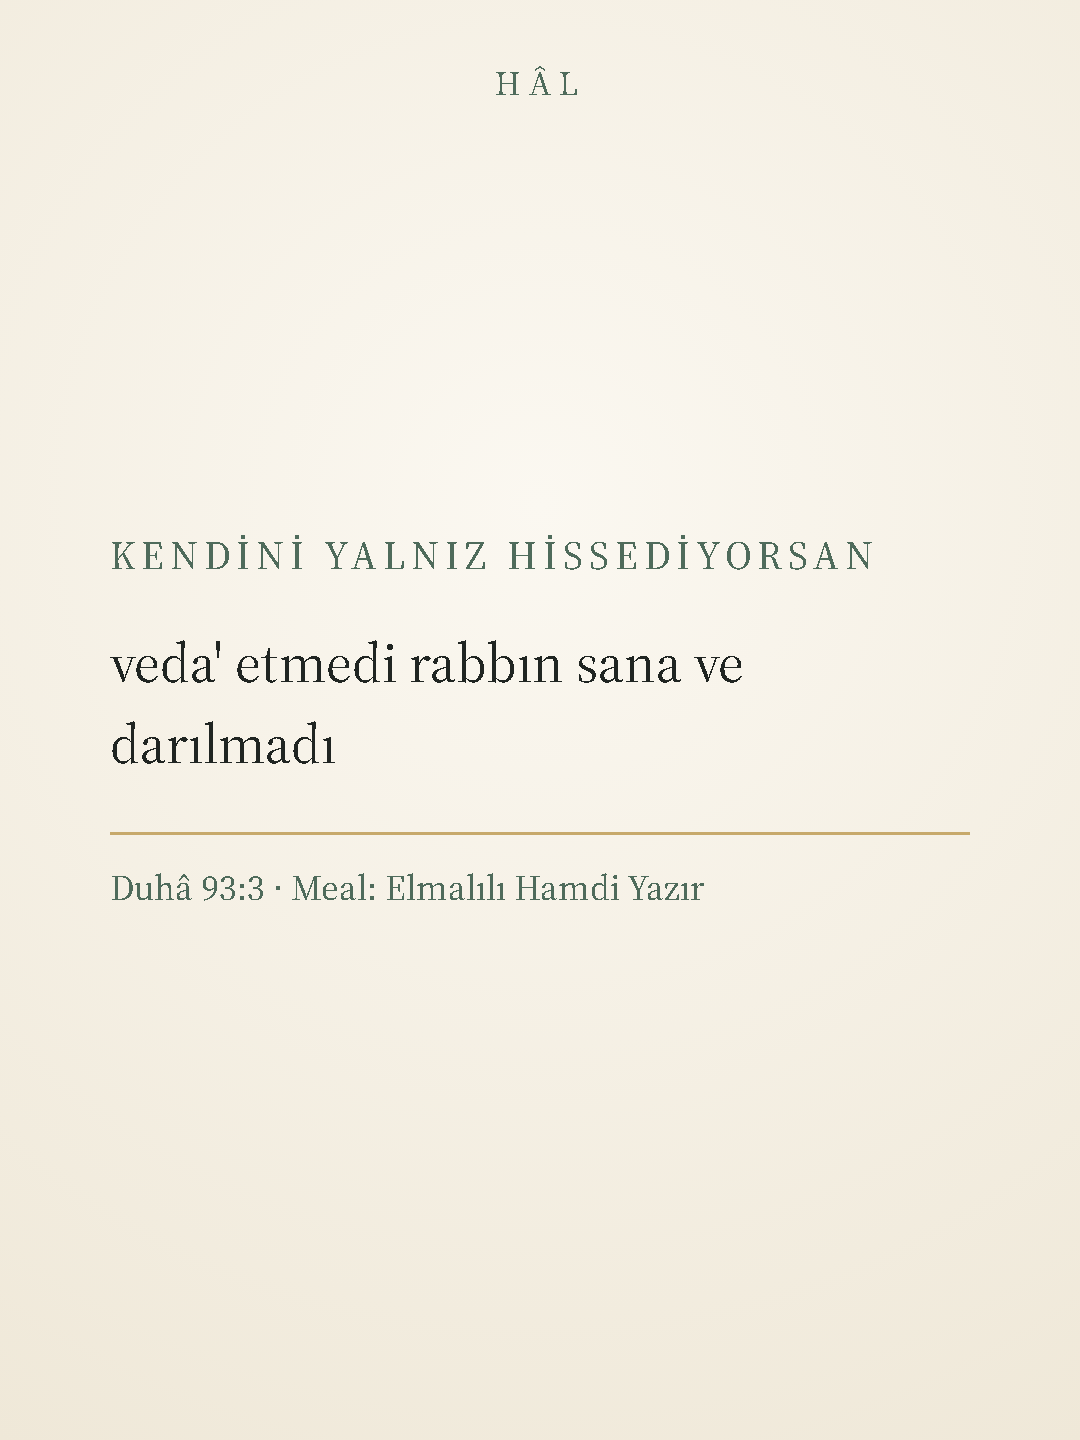 HÂL
KENDİNİ YALNIZ HİSSEDİYORSAN
veda' etmedi rabbın sana ve
darılmadı
Duhâ 93:3 · Meal: Elmalılı Hamdi Yazır